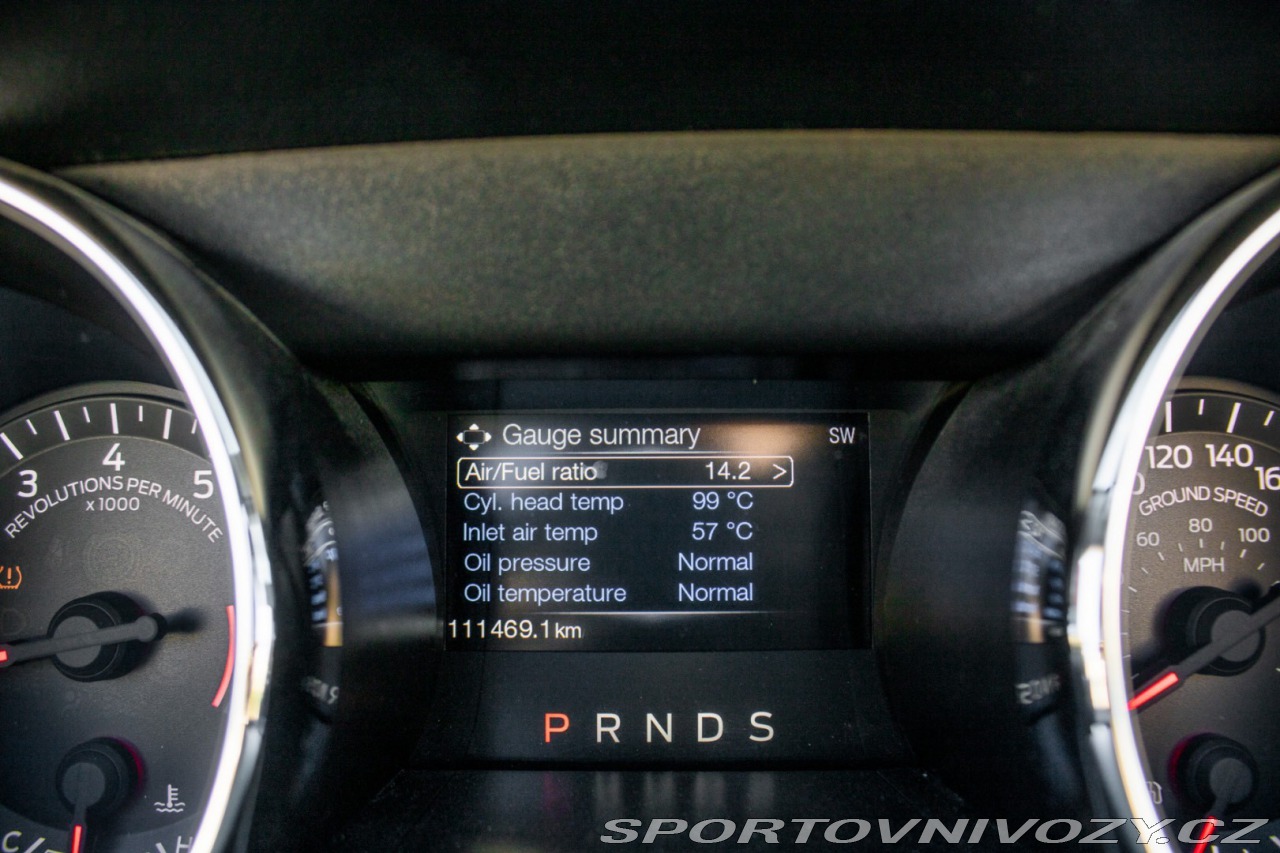 Gauge summary SW
Air/Fuel ratio 14.2 >
Cyl. head temp 99 °C
Inlet air temp 57 °C
Oil pressure Normal
Oil temperature Normal
111469.1 km
P R N D S
3 4 5
REVOLUTIONS PER MINUTE
x 1000
C H
120 140
GROUND SPEED
60 80 100
MPH
SPORTOVNIVOZY.CZ